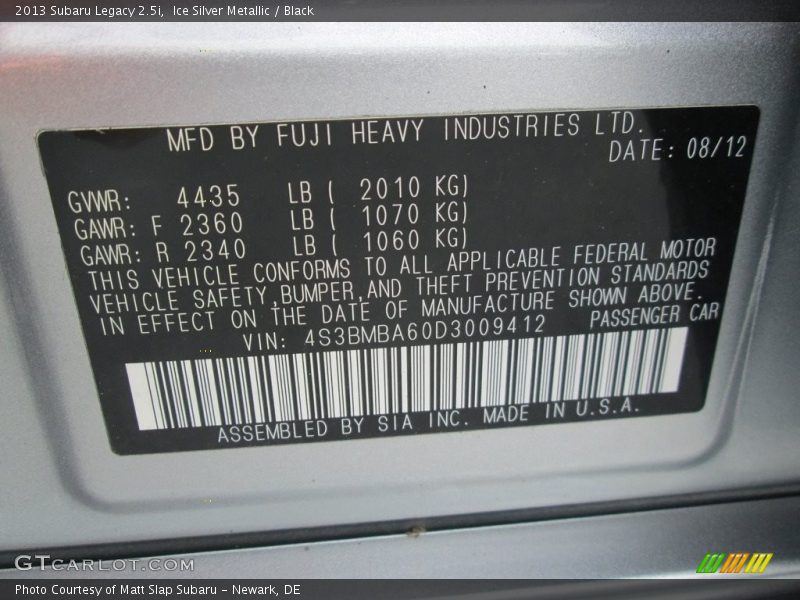 2013 Subaru Legacy 2.5i,  Ice Silver Metallic / Black
MFD BY FUJI HEAVY INDUSTRIES LTD.
DATE: 08/12
GVWR: 4435 LB ( 2010 KG)
GAWR: F 2360 LB ( 1070 KG)
GAWR: R 2340 LB ( 1060 KG)
THIS VEHICLE CONFORMS TO ALL APPLICABLE FEDERAL MOTOR
VEHICLE SAFETY,BUMPER,AND THEFT PREVENTION STANDARDS
IN EFFECT ON THE DATE OF MANUFACTURE SHOWN ABOVE.
VIN: 4S3BMBA60D3009412 PASSENGER CAR
ASSEMBLED BY SIA INC. MADE IN U.S.A.
GTCARLOT.COM
Photo Courtesy of Matt Slap Subaru - Newark, DE